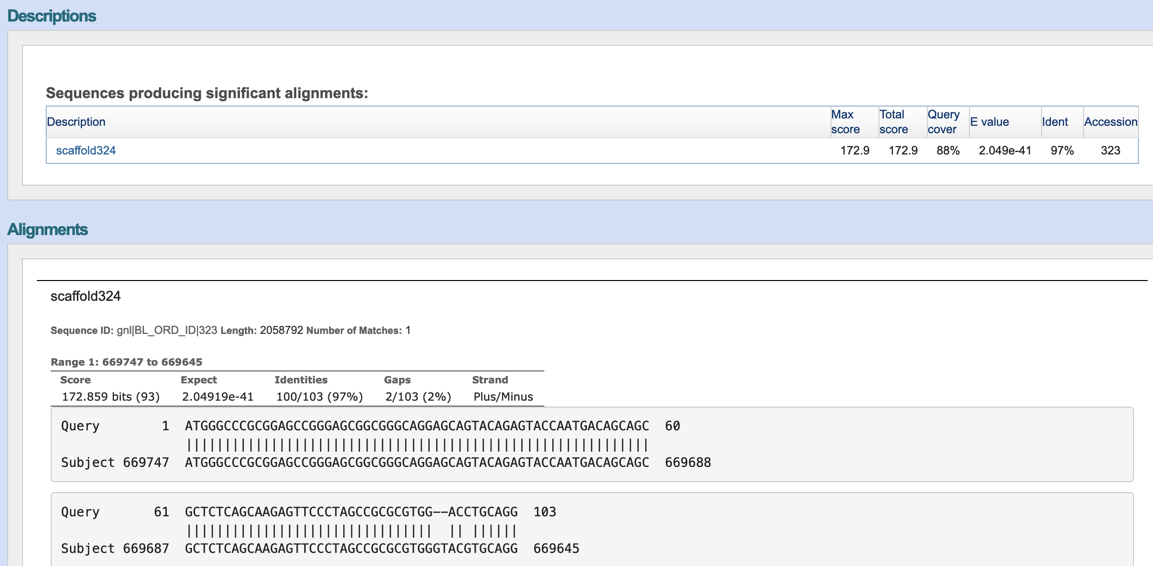 Descriptions
Sequences producing significant alignments:
Description Max score Total score Query cover E value Ident Accession
scaffold324 172.9 172.9 88% 2.049e-41 97% 323
Alignments
scaffold324
Sequence ID: gnl|BL_ORD_ID|323 Length: 2058792 Number of Matches: 1
Range 1: 669747 to 669645
Score Expect Identities Gaps Strand
172.859 bits (93) 2.04919e-41 100/103 (97%) 2/103 (2%) Plus/Minus
Query 1 ATGGGCCCGCGGAGCCGGGAGCGGCGGGCAGGAGCAGTACAGAGTACCAATGACAGCAGC 60
||||||||||||||||||||||||||||||||||||||||||||||||||||||||||||
Subject 669747 ATGGGCCCGCGGAGCCGGGAGCGGCGGGCAGGAGCAGTACAGAGTACCAATGACAGCAGC 669688
Query 61 GCTCTCAGCAAGAGTTCCCTAGCCGCGCGTGG--ACCTGCAGG 103
|||||||||||||||||||||||||||||||| || ||||||
Subject 669687 GCTCTCAGCAAGAGTTCCCTAGCCGCGCGTGGGTACGTGCAGG 669645